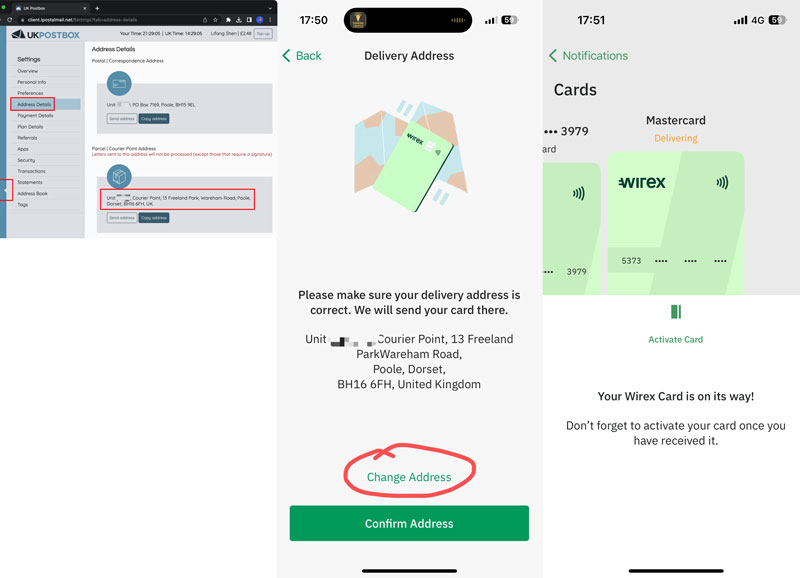 UK Postbox
client.ipostalmail.net/Settings?tab=address-details
UKPOSTBOX
Your Time: 21:29:05 | UK Time: 14:29:05
Lifang Shen | £2.48
Top-up
Settings
Overview
Personal Info
Preferences
Address Details
Payment Details
Plan Details
Referrals
Apps
Security
Transactions
Statements
Address Book
Tags
Address Details
Postal | Correspondence Address
Unit PO Box 7169, Poole, BH15 9EL,
Send address
Copy address
Parcel | Courier Point Address
Letters sent to this address will not be processed (except those that require a signature)
Unit Courier Point, 13 Freeland Park, Wareham Road, Poole,
Dorset, BH16 6FH, UK
Send address
Copy address
17:50
59
Back
Delivery Address
wirex
Please make sure your delivery address is
correct. We will send your card there.
Unit Courier Point, 13 Freeland
ParkWareham Road,
Poole, Dorset,
BH16 6FH, United Kingdom
Change Address
Confirm Address
17:51
4G
59
Notifications
Cards
•••• 3979
ard
Mastercard
Delivering
wirex
•••• 3979
5373 •••• •••• ••••
Activate Card
Your Wirex Card is on its way!
Don't forget to activate your card once you
have received it.